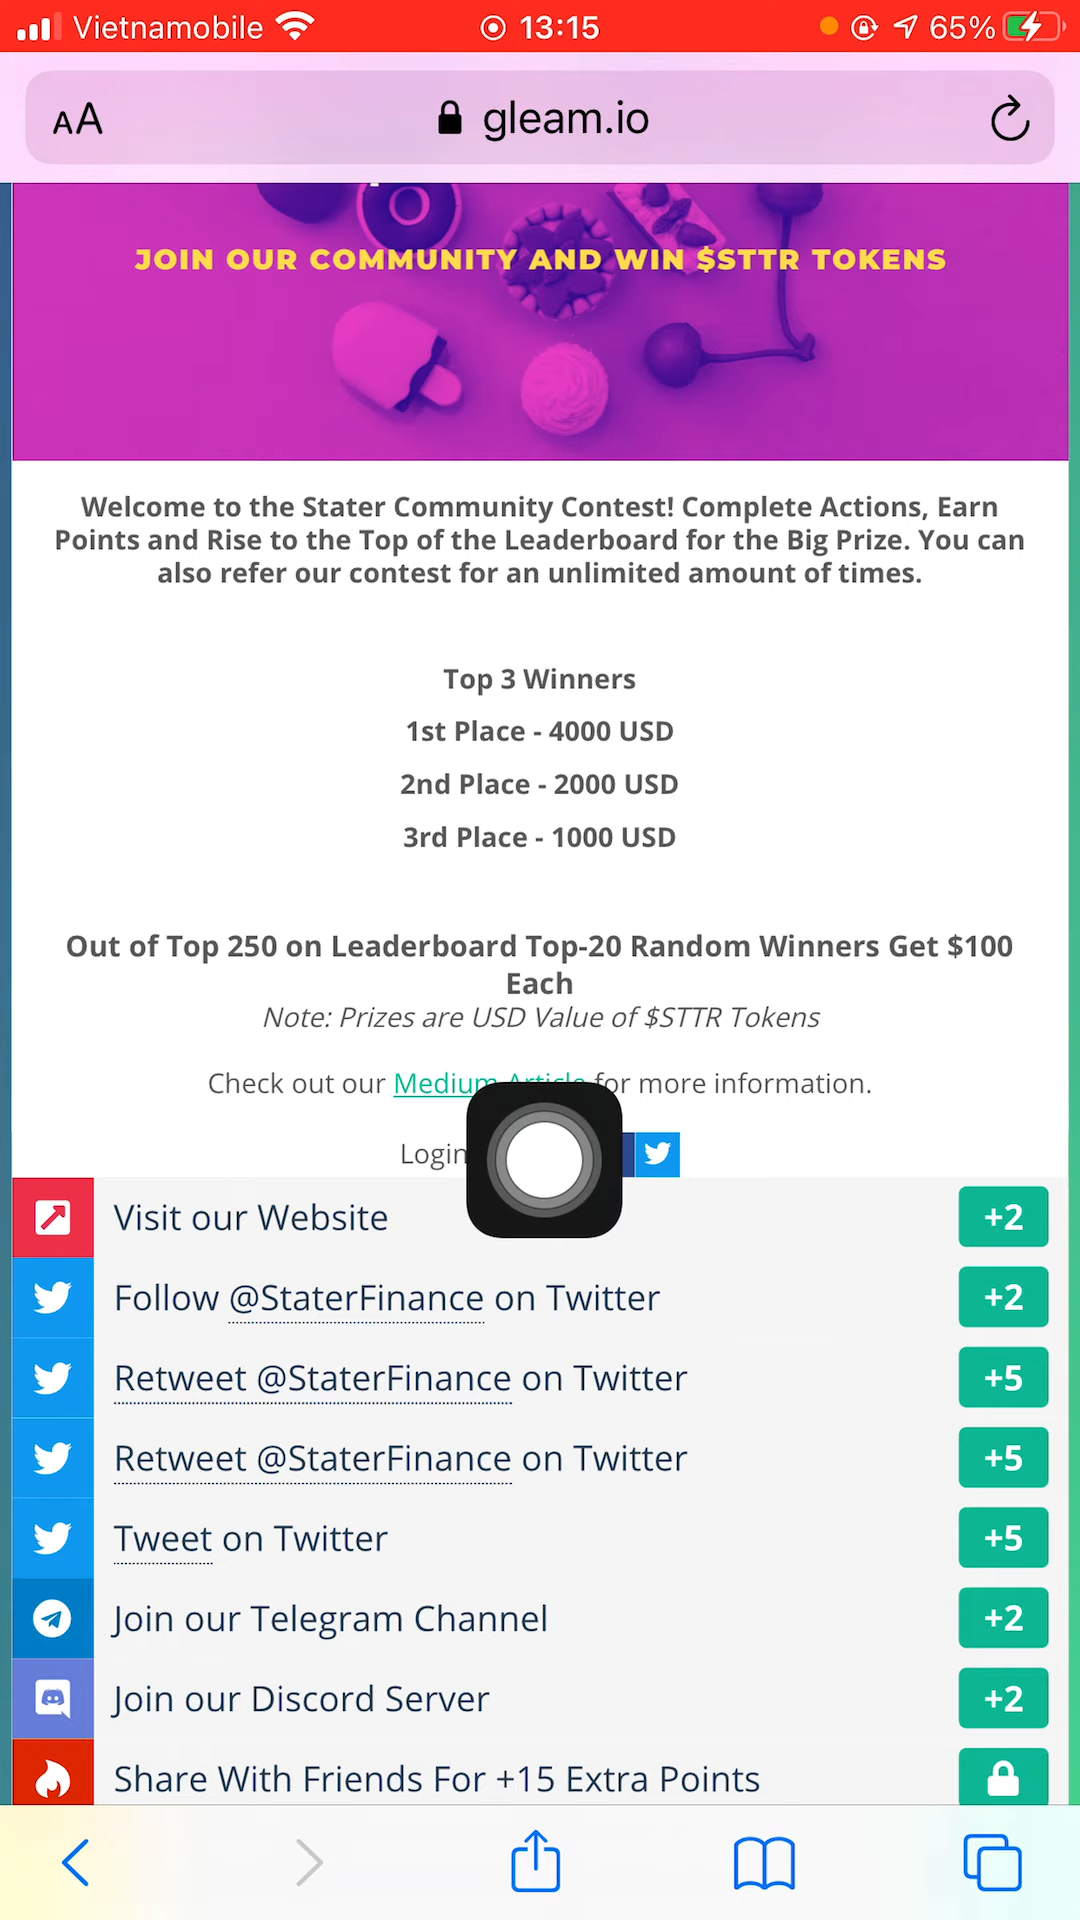 Vietnamobile 13:15 65%
AA gleam.io
JOIN OUR COMMUNITY AND WIN $STTR TOKENS
Welcome to the Stater Community Contest! Complete Actions, Earn
Points and Rise to the Top of the Leaderboard for the Big Prize. You can
also refer our contest for an unlimited amount of times.
Top 3 Winners
1st Place - 4000 USD
2nd Place - 2000 USD
3rd Place - 1000 USD
Out of Top 250 on Leaderboard Top-20 Random Winners Get $100
Each
Note: Prizes are USD Value of $STTR Tokens
Check out our Medium Article for more information.
Login
Visit our Website +2
Follow @StaterFinance on Twitter +2
Retweet @StaterFinance on Twitter +5
Retweet @StaterFinance on Twitter +5
Tweet on Twitter +5
Join our Telegram Channel +2
Join our Discord Server +2
Share With Friends For +15 Extra Points